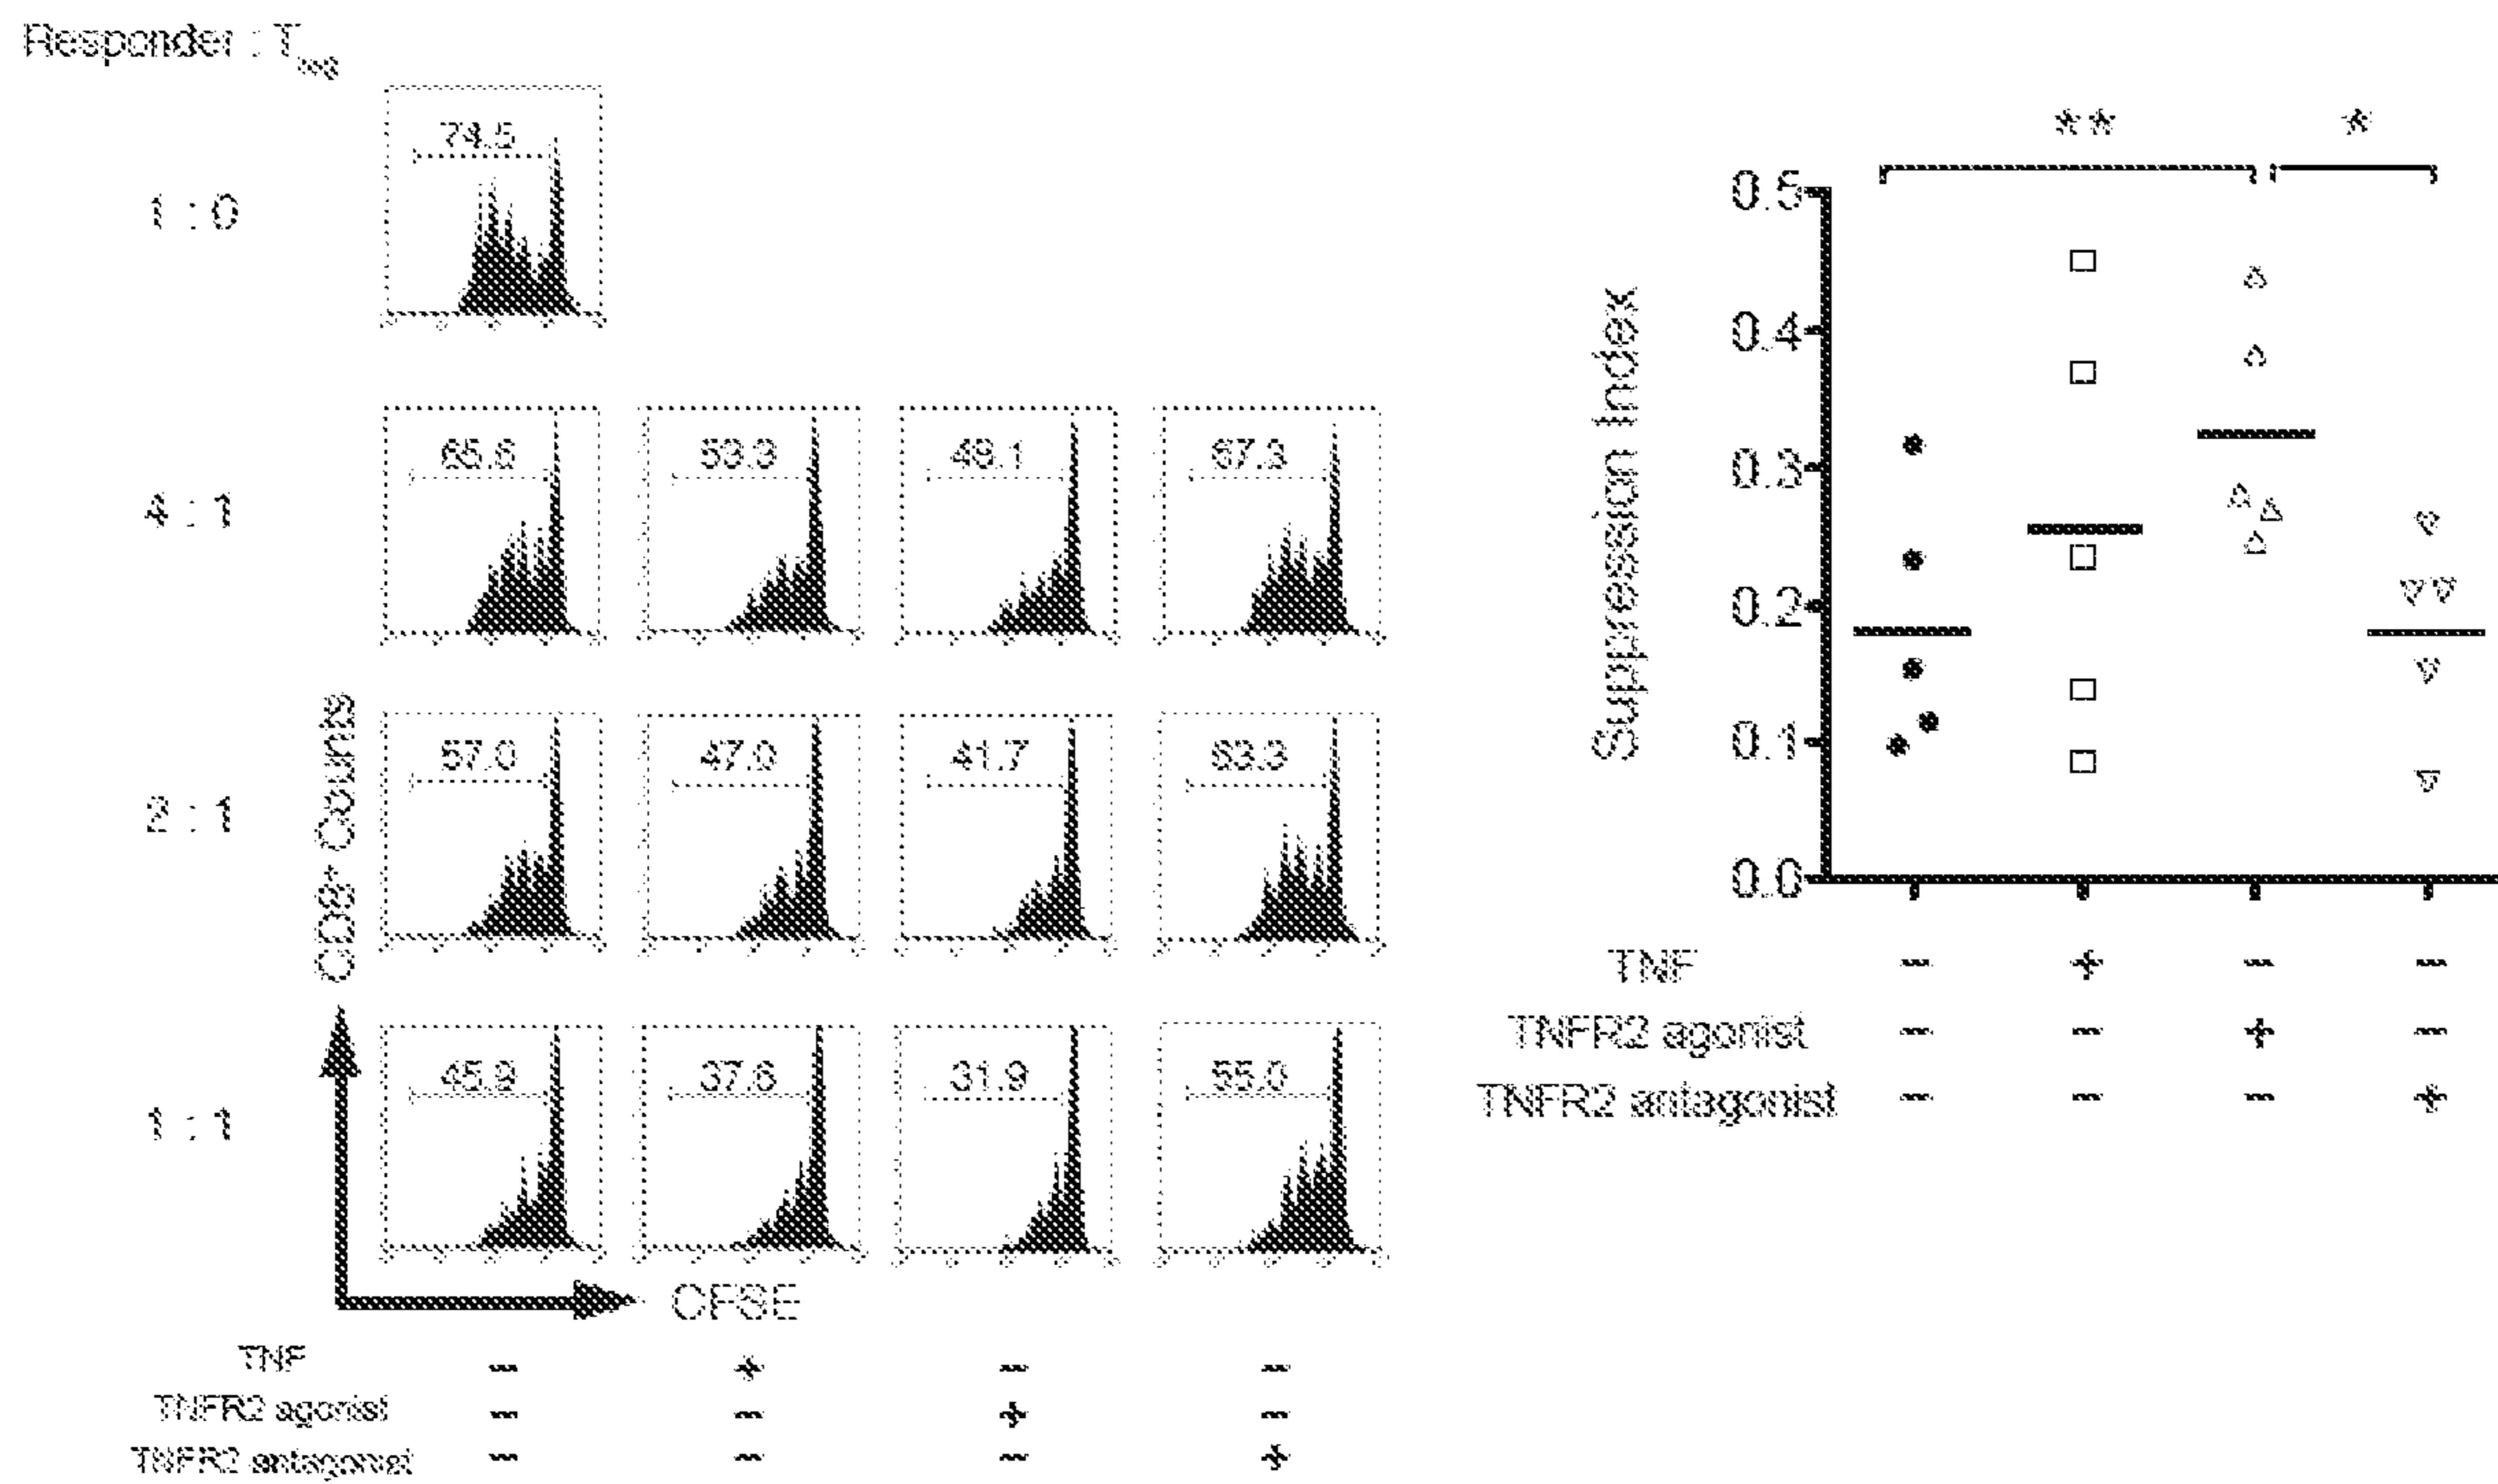 Responder : Treg
1 : 0
74.5
4 : 1
65.6 53.3 49.1 67.3
2 : 1
57.0 47.0 41.7 63.3
1 : 1
45.9 37.6 31.9 55.0
CD8+ Counts
CFSE
TNF - + - -
TNFR2 agonist - - + -
TNFR2 antagonist - - - +
** *
Suppression Index
0.5
0.4
0.3
0.2
0.1
0.0
TNF - + - -
TNFR2 agonist - - + -
TNFR2 antagonist - - - +